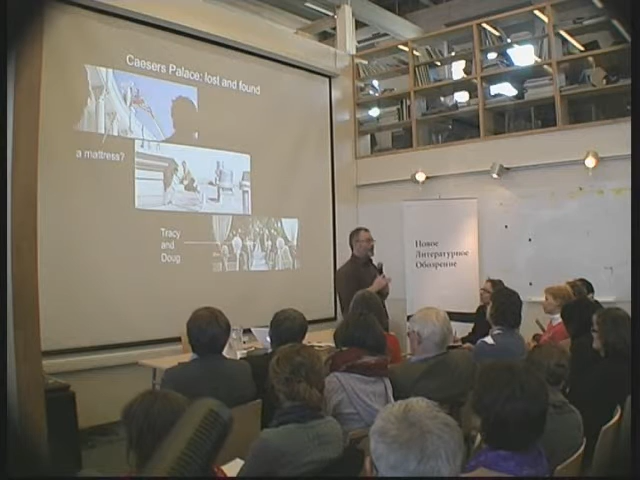 Caesers Palace: lost and found
a mattress?
Tracy
and
Doug
Новое
Литературное
Обозрение